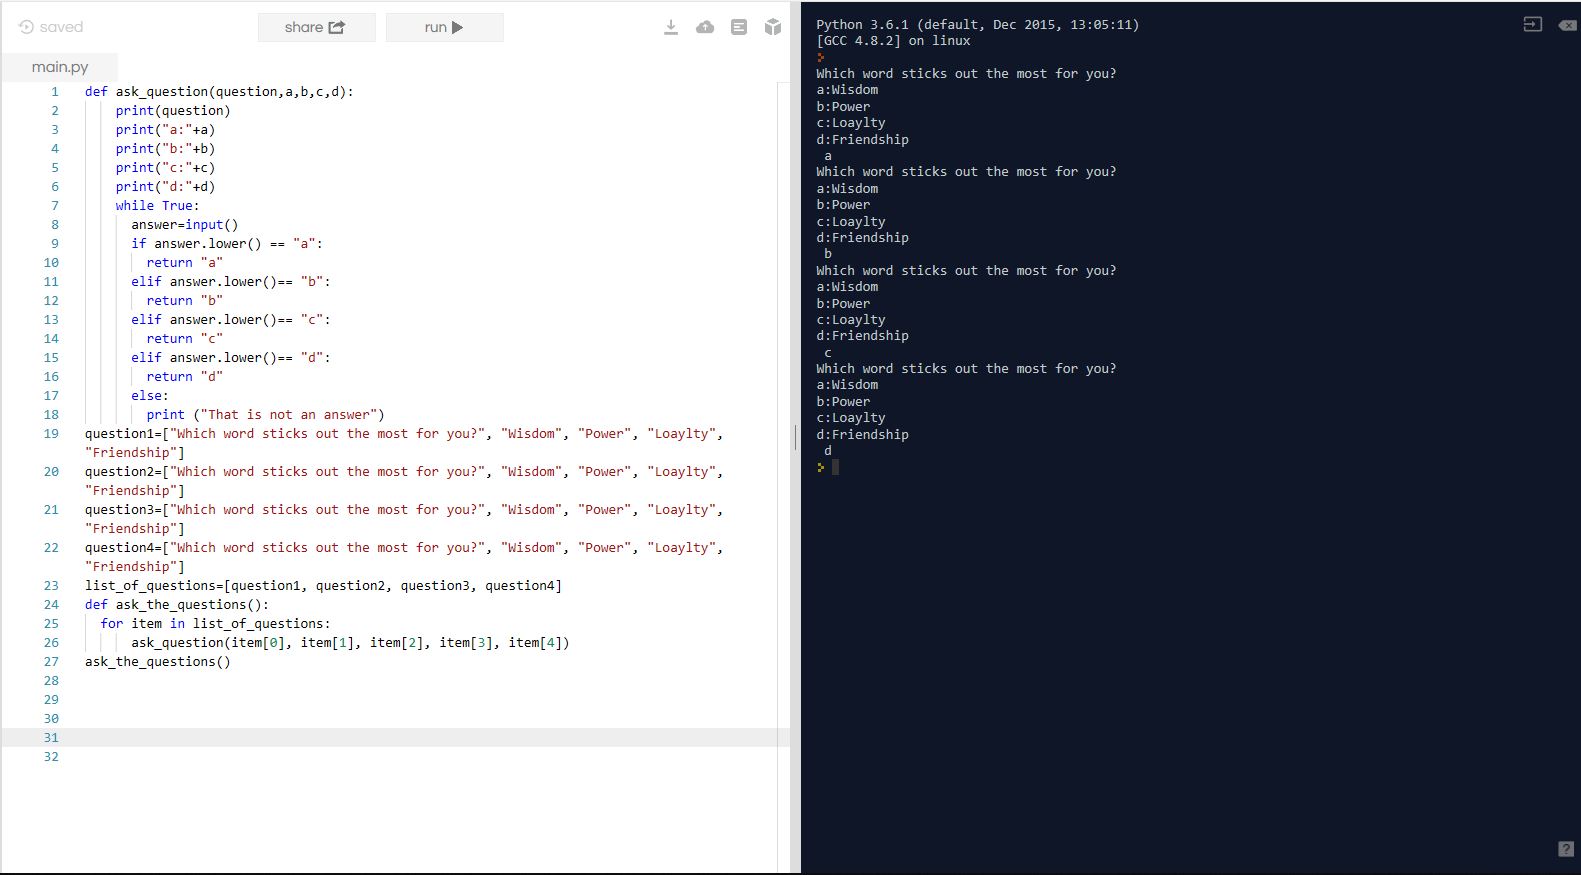 saved
share
run
main.py
1 def ask_question(question,a,b,c,d):
2     print(question)
3     print("a:"+a)
4     print("b:"+b)
5     print("c:"+c)
6     print("d:"+d)
7     while True:
8       answer=input()
9       if answer.lower() == "a":
10         return "a"
11       elif answer.lower()== "b":
12         return "b"
13       elif answer.lower()== "c":
14         return "c"
15       elif answer.lower()== "d":
16         return "d"
17       else:
18         print ("That is not an answer")
19 question1=["Which word sticks out the most for you?", "Wisdom", "Power", "Loaylty",
"Friendship"]
20 question2=["Which word sticks out the most for you?", "Wisdom", "Power", "Loaylty",
"Friendship"]
21 question3=["Which word sticks out the most for you?", "Wisdom", "Power", "Loaylty",
"Friendship"]
22 question4=["Which word sticks out the most for you?", "Wisdom", "Power", "Loaylty",
"Friendship"]
23 list_of_questions=[question1, question2, question3, question4]
24 def ask_the_questions():
25   for item in list_of_questions:
26       ask_question(item[0], item[1], item[2], item[3], item[4])
27 ask_the_questions()
28
29
30
31
32
Python 3.6.1 (default, Dec 2015, 13:05:11)
[GCC 4.8.2] on linux
Which word sticks out the most for you?
a:Wisdom
b:Power
c:Loaylty
d:Friendship
 a
Which word sticks out the most for you?
a:Wisdom
b:Power
c:Loaylty
d:Friendship
 b
Which word sticks out the most for you?
a:Wisdom
b:Power
c:Loaylty
d:Friendship
 c
Which word sticks out the most for you?
a:Wisdom
b:Power
c:Loaylty
d:Friendship
 d
?